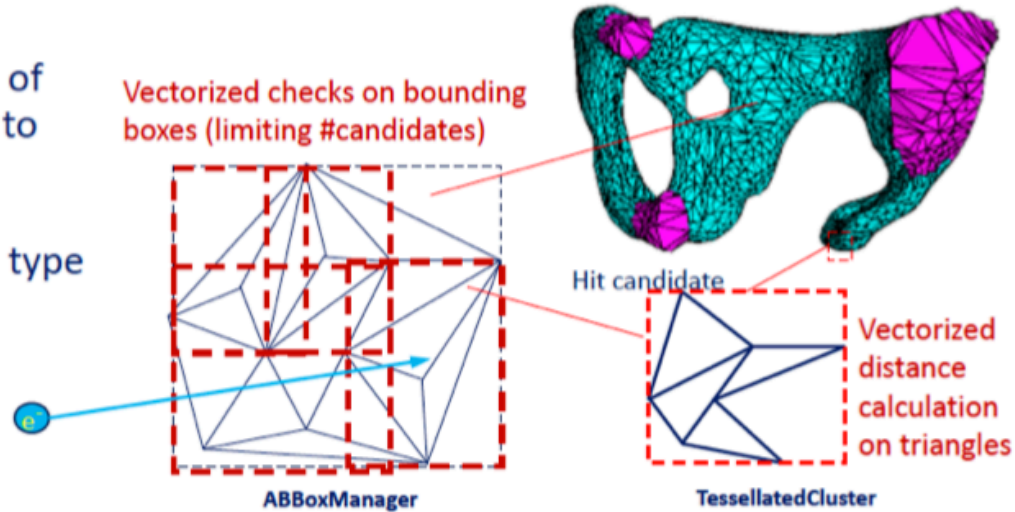 of
to
type
Vectorized checks on bounding
boxes (limiting #candidates)
e⁻
ABBoxManager
Hit candidate
Vectorized
distance
calculation
on triangles
TessellatedCluster